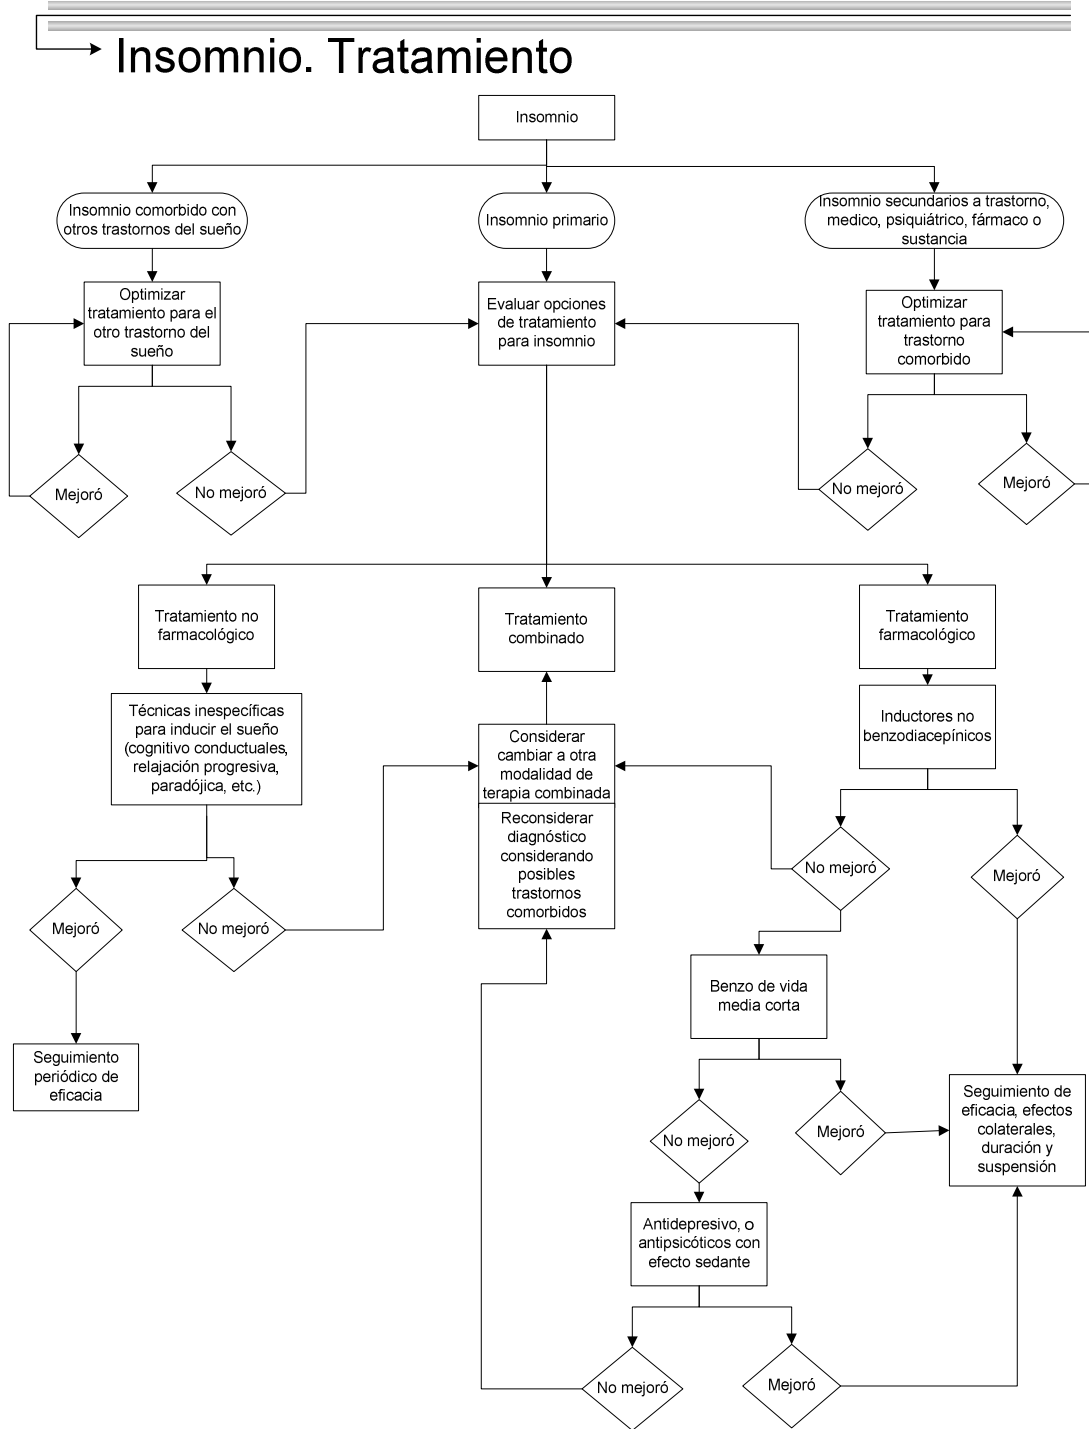 Insomnio. Tratamiento
Insomnio
Insomnio comorbido con
otros trastornos del sueño
Insomnio primario
Insomnio secundarios a trastorno,
medico, psiquiátrico, fármaco o
sustancia
Optimizar
tratamiento para el
otro trastorno del
sueño
Evaluar opciones
de tratamiento
para insomnio
Optimizar
tratamiento para
trastorno
comorbido
Mejoró
No mejoró
No mejoró
Mejoró
Tratamiento no
farmacológico
Tratamiento
combinado
Tratamiento
farmacológico
Técnicas inespecíficas
para inducir el sueño
(cognitivo conductuales,
relajación progresiva,
paradójica, etc.)
Considerar
cambiar a otra
modalidad de
terapia combinada
Reconsiderar
diagnóstico
considerando
posibles
trastornos
comorbidos
Inductores no
benzodiacepínicos
No mejoró
Mejoró
Mejoró
No mejoró
Benzo de vida
media corta
Seguimiento
periódico de
eficacia
No mejoró
Mejoró
Seguimiento de
eficacia, efectos
colaterales,
duración y
suspensión
Antidepresivo, o
antipsicóticos con
efecto sedante
No mejoró
Mejoró